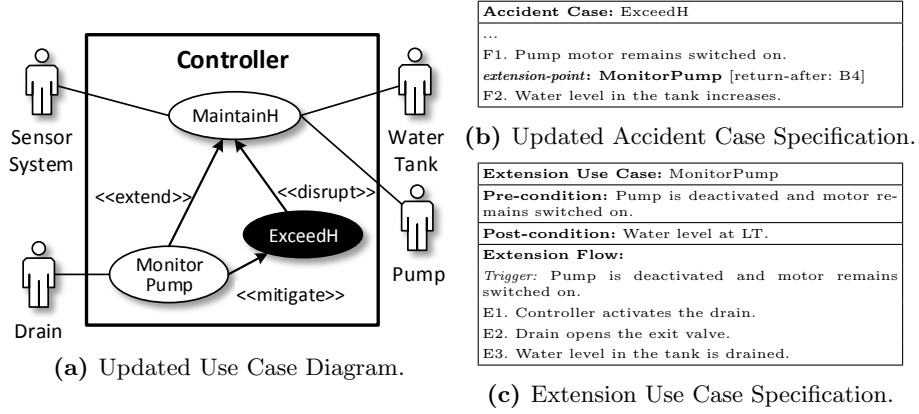 Controller
MaintainH
Sensor
System
Water
Tank
<<extend>>
<<disrupt>>
ExceedH
Monitor
Pump
Pump
<<mitigate>>
Drain
(a) Updated Use Case Diagram.
Accident Case: ExceedH
...
F1. Pump motor remains switched on.
extension-point: MonitorPump [return-after: B4]
F2. Water level in the tank increases.
(b) Updated Accident Case Specification.
Extension Use Case: MonitorPump
Pre-condition: Pump is deactivated and motor re-
mains switched on.
Post-condition: Water level at LT.
Extension Flow:
Trigger: Pump is deactivated and motor remains
switched on.
E1. Controller activates the drain.
E2. Drain opens the exit valve.
E3. Water level in the tank is drained.
(c) Extension Use Case Specification.